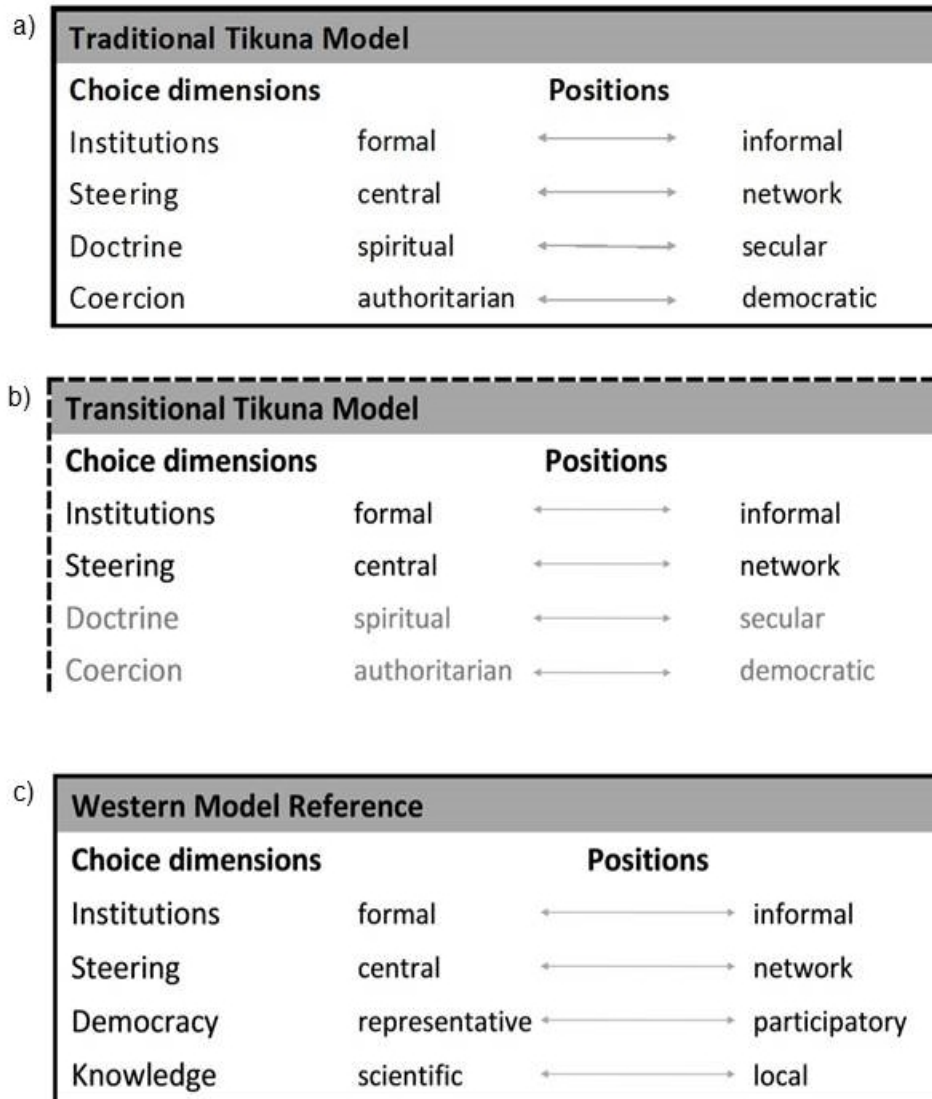 a) Traditional Tikuna Model
Choice dimensions Positions
Institutions formal informal
Steering central network
Doctrine spiritual secular
Coercion authoritarian democratic
b) Transitional Tikuna Model
Choice dimensions Positions
Institutions formal informal
Steering central network
Doctrine spiritual secular
Coercion authoritarian democratic
c) Western Model Reference
Choice dimensions Positions
Institutions formal informal
Steering central network
Democracy representative participatory
Knowledge scientific local